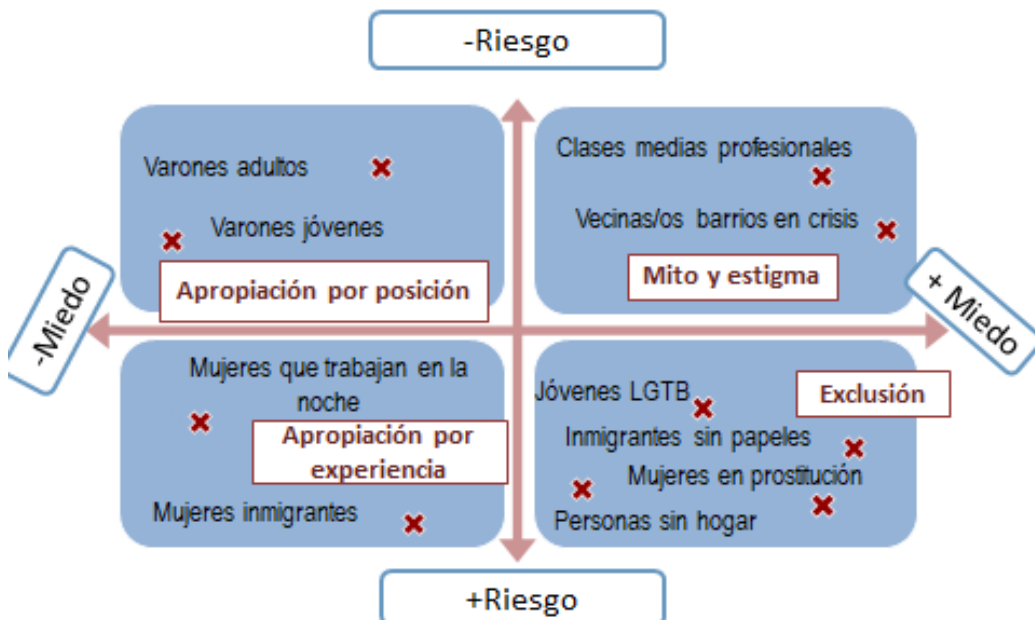 -Riesgo
Varones adultos
Varones jóvenes
Apropiación por posición
Clases medias profesionales
Vecinas/os barrios en crisis
Mito y estigma
-Miedo
+ Miedo
Mujeres que trabajan en la
noche
Apropiación por
experiencia
Mujeres inmigrantes
Jóvenes LGTB
Exclusión
Inmigrantes sin papeles
Mujeres en prostitución
Personas sin hogar
+Riesgo